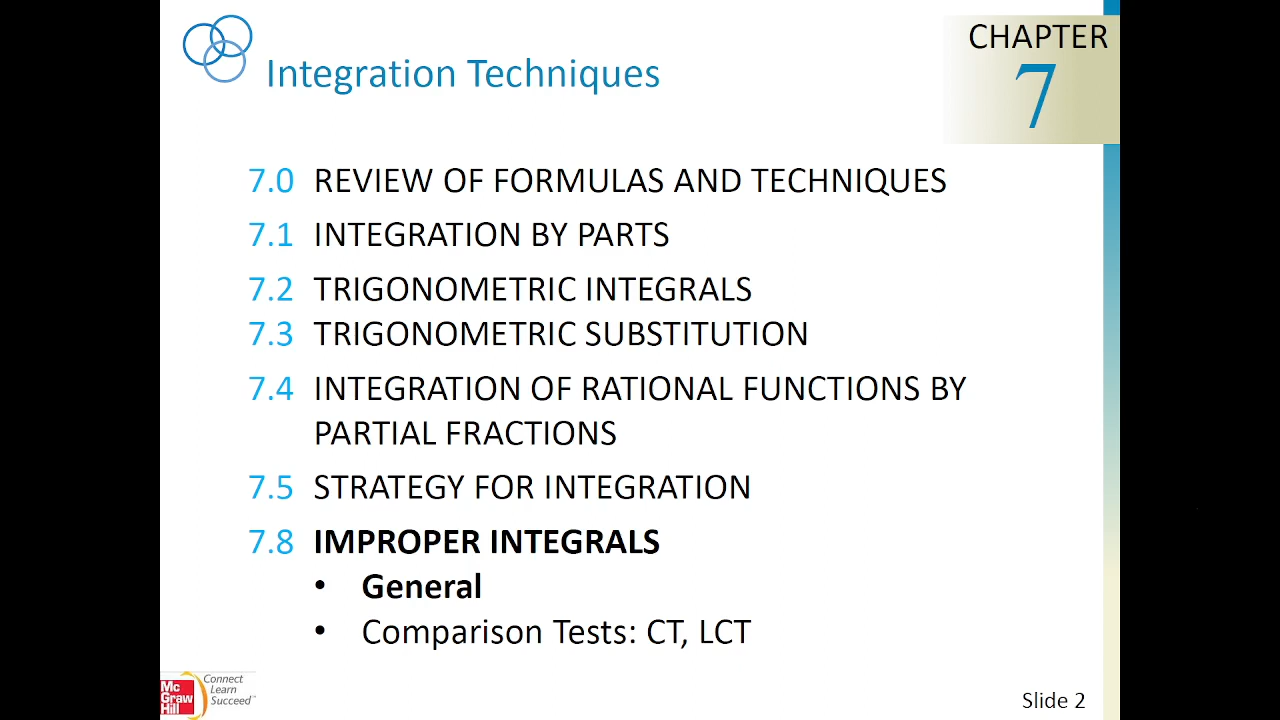 CHAPTER
7
Integration Techniques
7.0 REVIEW OF FORMULAS AND TECHNIQUES
7.1 INTEGRATION BY PARTS
7.2 TRIGONOMETRIC INTEGRALS
7.3 TRIGONOMETRIC SUBSTITUTION
7.4 INTEGRATION OF RATIONAL FUNCTIONS BY
PARTIAL FRACTIONS
7.5 STRATEGY FOR INTEGRATION
7.8 IMPROPER INTEGRALS
• General
• Comparison Tests: CT, LCT
Mc
Graw
Hill
Connect
Learn
Succeed™
Slide 2